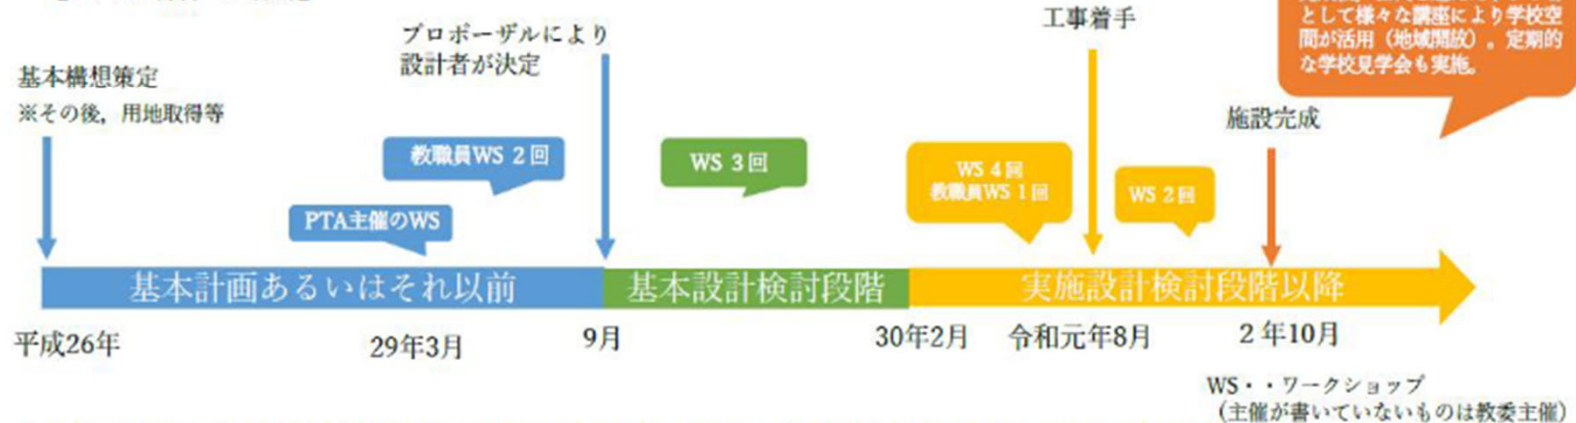 工事着手
として様々な講座により学校空
間が活用（地域開放）。定期的
な学校見学会も実施。
プロポーザルにより
設計者が決定
基本構想策定
※その後，用地取得等
施設完成
教職員WS 2回
WS 3回
WS 4回
教職員WS 1回
WS 2回
PTA主催のWS
基本計画あるいはそれ以前
基本設計検討段階
実施設計検討段階以降
平成26年
29年3月
9月
30年2月
令和元年8月
2年10月
WS・・ワークショップ
（主催が書いていないものは教委主催）